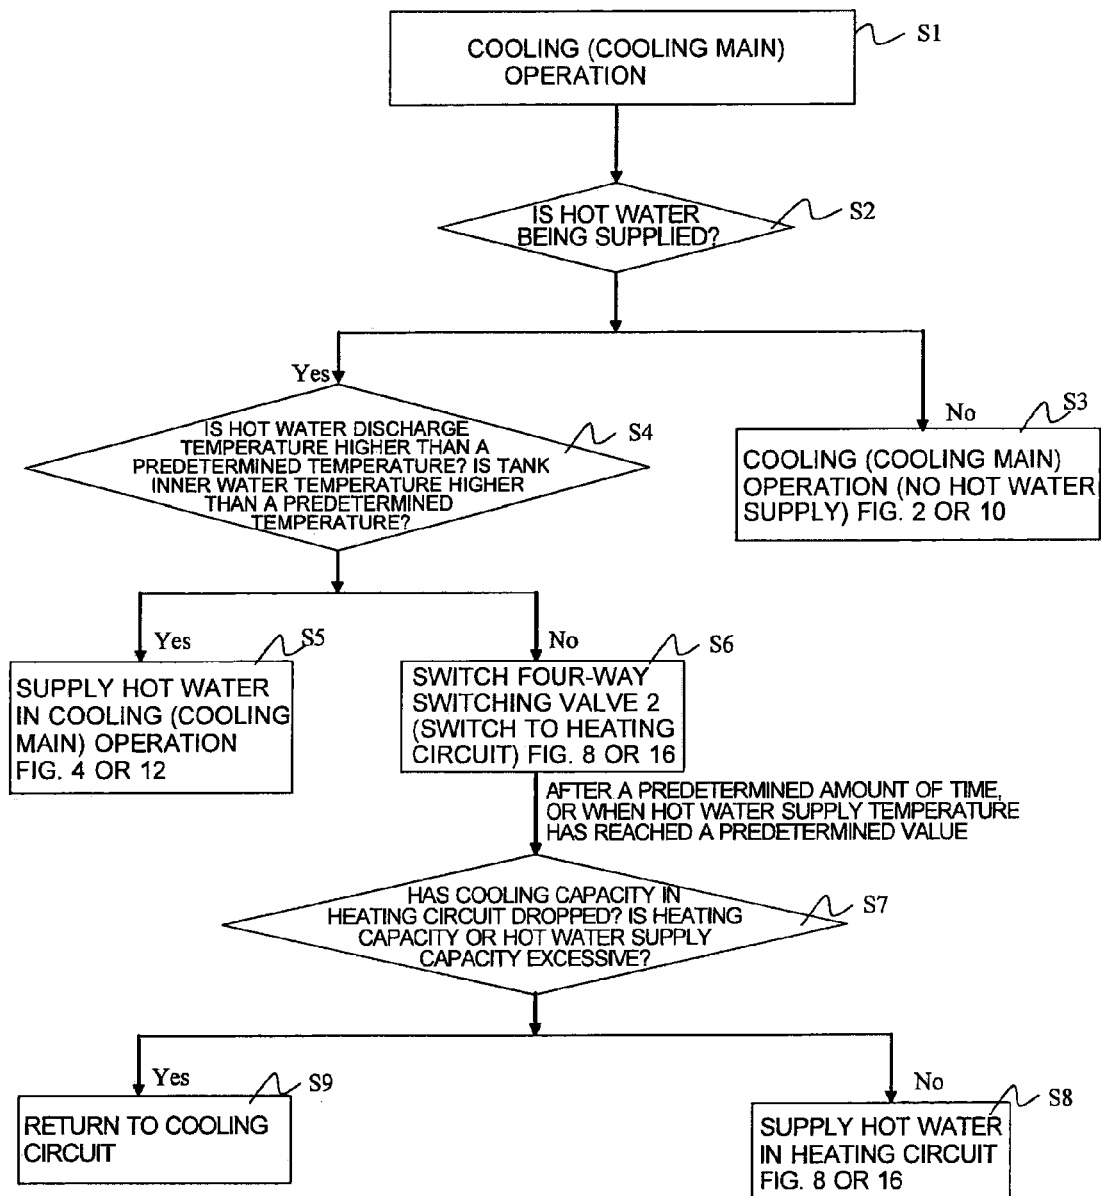 COOLING (COOLING MAIN)
OPERATION
S1
IS HOT WATER
BEING SUPPLIED?
S2
Yes
No
IS HOT WATER DISCHARGE
TEMPERATURE HIGHER THAN A
PREDETERMINED TEMPERATURE? IS TANK
INNER WATER TEMPERATURE HIGHER
THAN A PREDETERMINED
TEMPERATURE?
S4
S3
COOLING (COOLING MAIN)
OPERATION (NO HOT WATER
SUPPLY) FIG. 2 OR 10
Yes
No
S5
SUPPLY HOT WATER
IN COOLING (COOLING
MAIN) OPERATION
FIG. 4 OR 12
S6
SWITCH FOUR-WAY
SWITCHING VALVE 2
(SWITCH TO HEATING
CIRCUIT) FIG. 8 OR 16
AFTER A PREDETERMINED AMOUNT OF TIME,
OR WHEN HOT WATER SUPPLY TEMPERATURE
HAS REACHED A PREDETERMINED VALUE
HAS COOLING CAPACITY IN
HEATING CIRCUIT DROPPED? IS HEATING
CAPACITY OR HOT WATER SUPPLY
CAPACITY EXCESSIVE?
S7
Yes
No
S9
RETURN TO COOLING
CIRCUIT
S8
SUPPLY HOT WATER
IN HEATING CIRCUIT
FIG. 8 OR 16